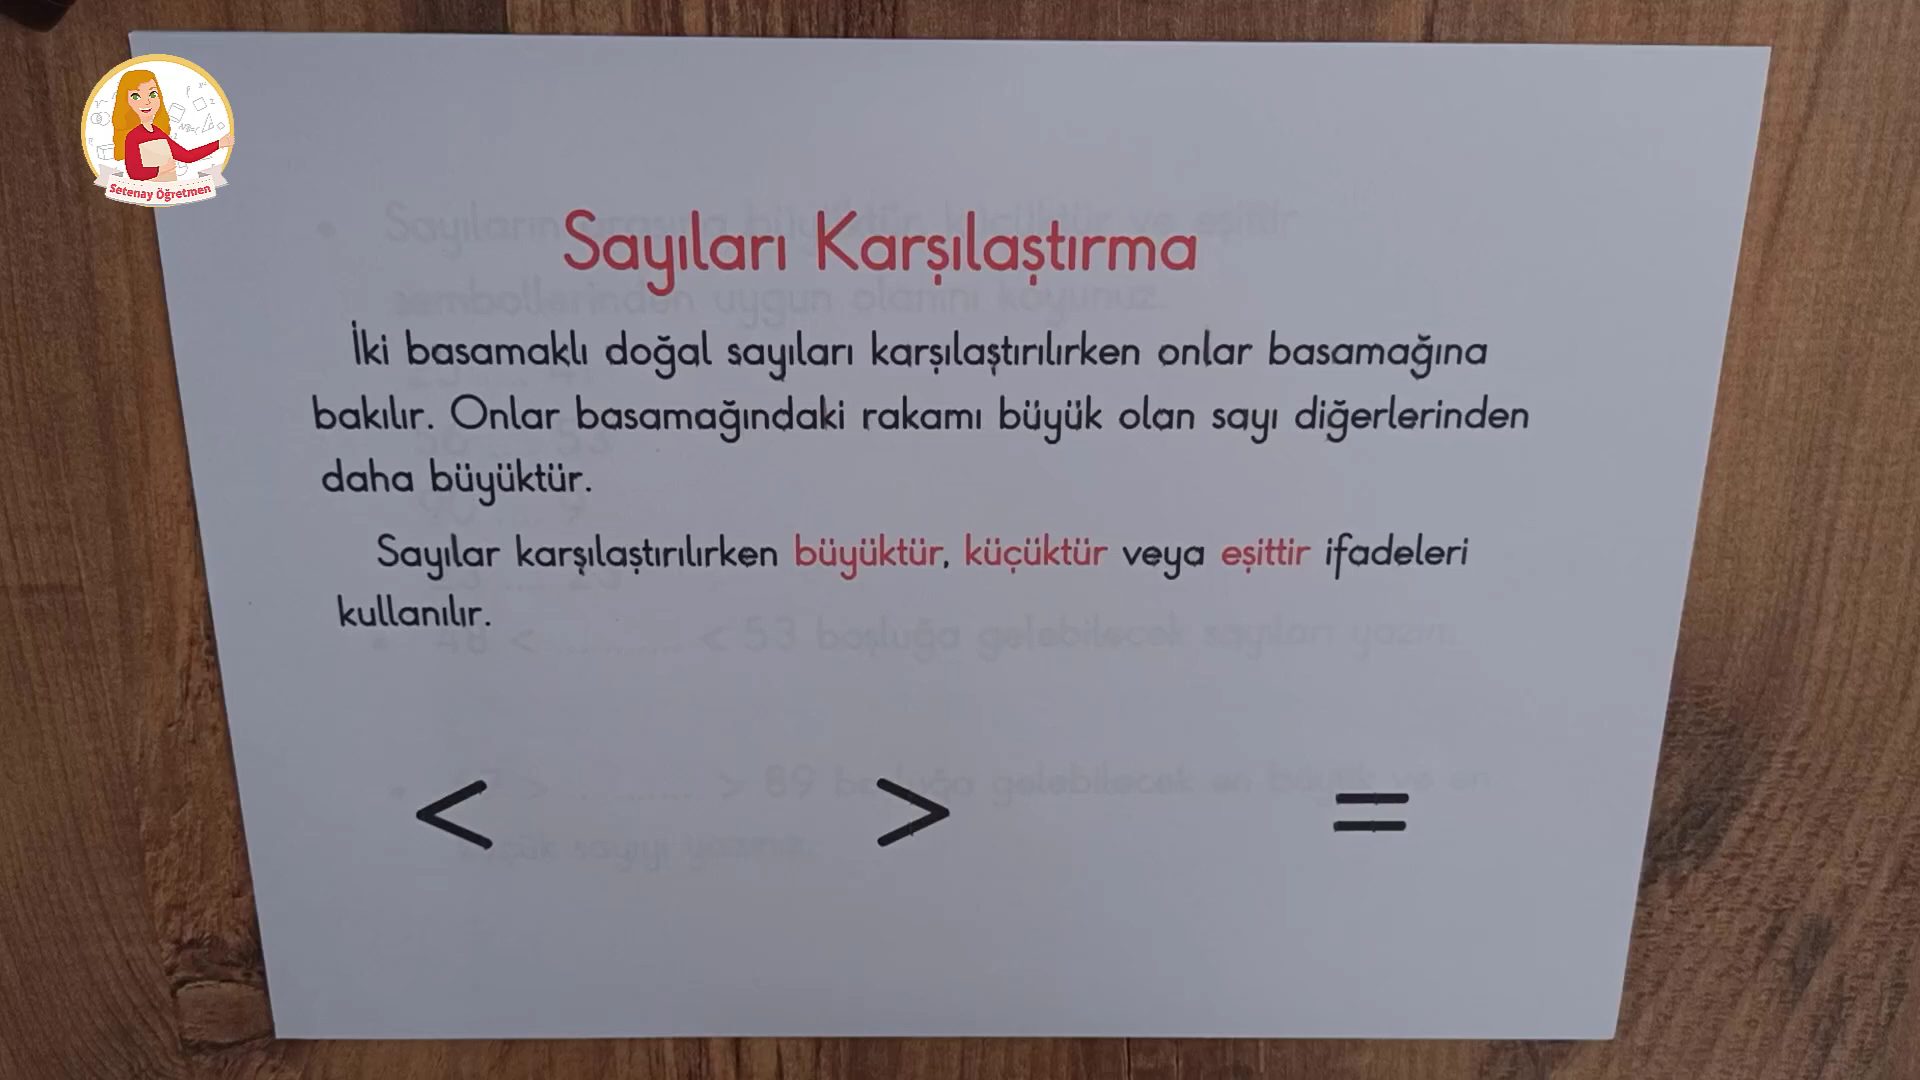 Setenay Öğretmen
Sayıları Karşılaştırma
İki basamaklı doğal sayıları karşılaştırılırken onlar basamağına
bakılır. Onlar basamağındaki rakamı büyük olan sayı diğerlerinden
daha büyüktür.
Sayılar karşılaştırılırken büyüktür, küçüktür veya eşittir ifadeleri
kullanılır.
< > =